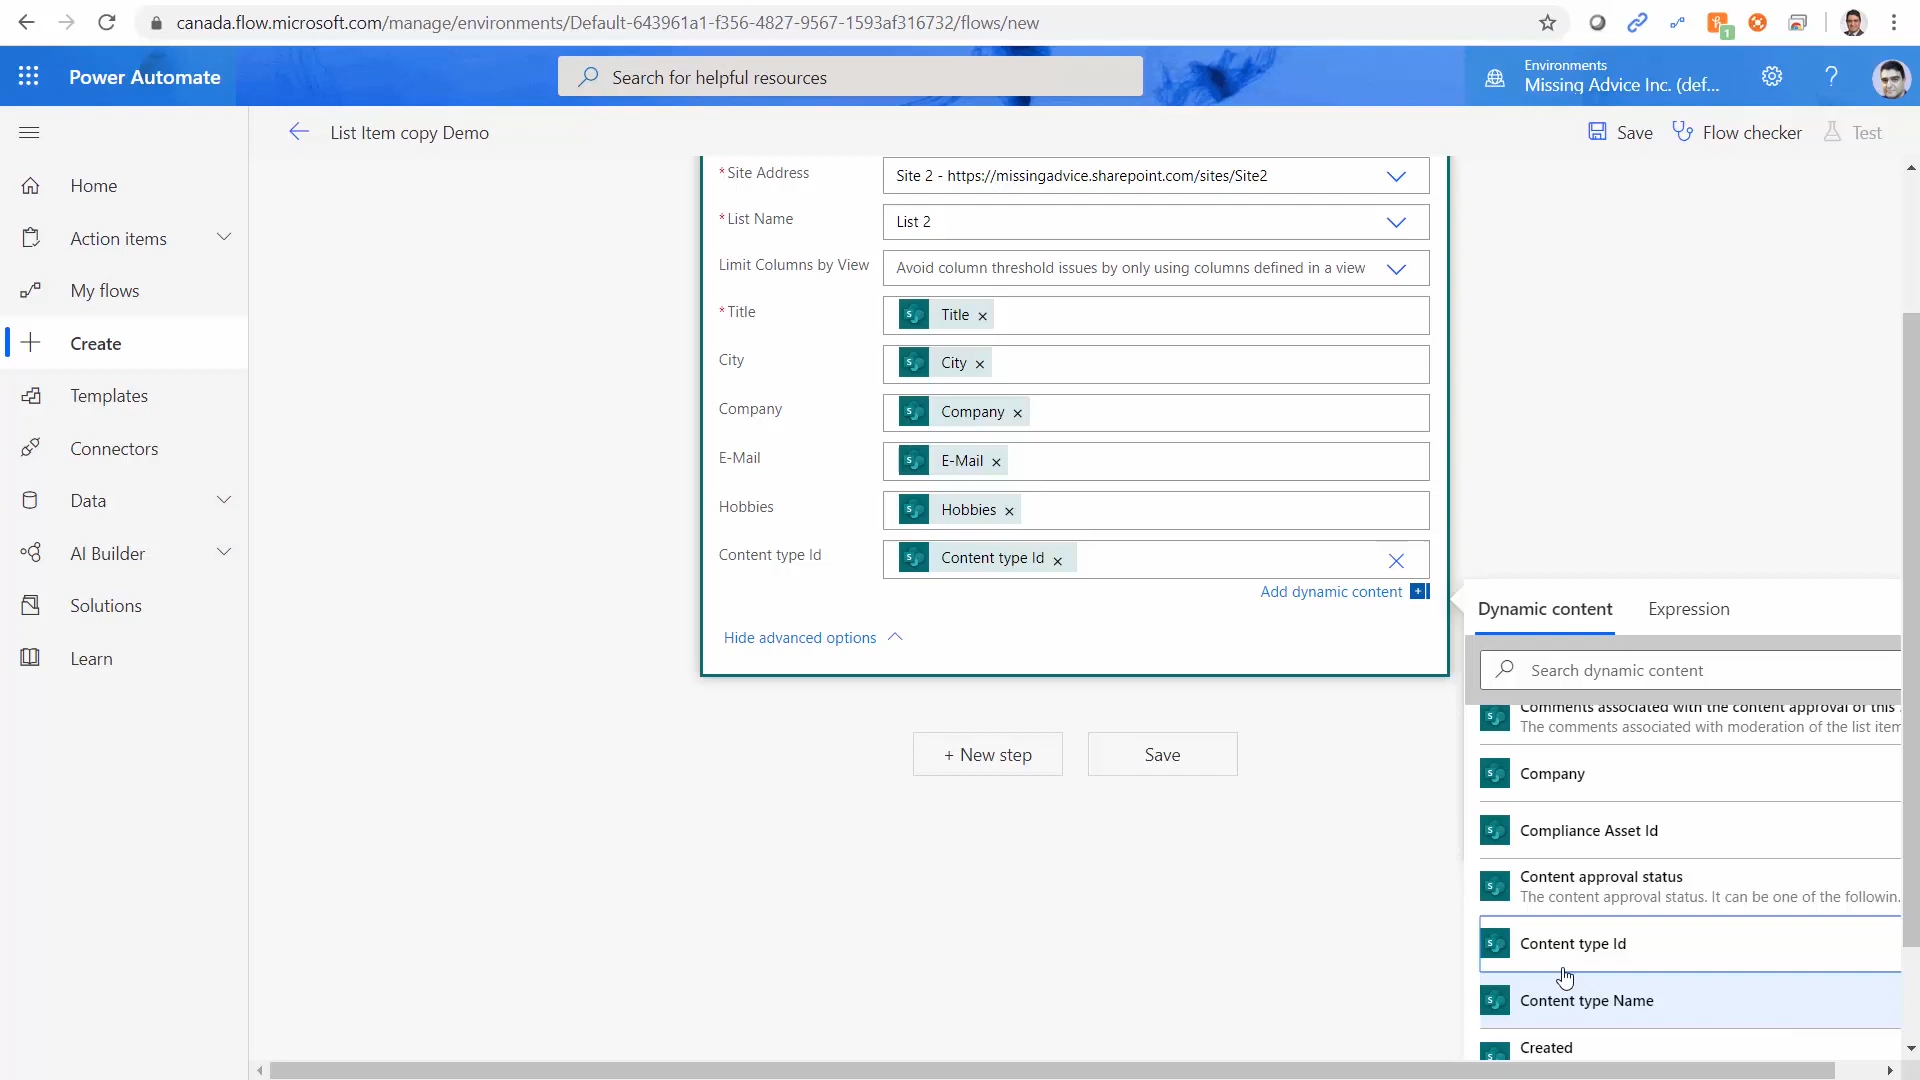 canada.flow.microsoft.com/manage/environments/Default-643961a1-f356-4827-9567-1593af316732/flows/new
1
Power Automate
Search for helpful resources
Environments
Missing Advice Inc. (def...
?
List Item copy Demo
Save
Flow checker
Test
Home
Action items
My flows
Create
Templates
Connectors
Data
AI Builder
Solutions
Learn
* Site Address
Site 2 - https://missingadvice.sharepoint.com/sites/Site2
* List Name
List 2
Limit Columns by View
Avoid column threshold issues by only using columns defined in a view
* Title
Title ×
City
City ×
Company
Company ×
E-Mail
E-Mail ×
Hobbies
Hobbies ×
Content type Id
Content type Id ×
Add dynamic content +
Hide advanced options
+ New step
Save
Dynamic content
Expression
Search dynamic content
Comments associated with the content approval of this
The comments associated with moderation of the list item
Company
Compliance Asset Id
Content approval status
The content approval status. It can be one of the followin.
Content type Id
Content type Name
Created